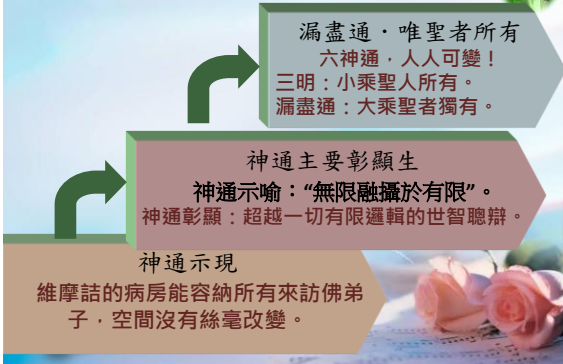 漏盡通・唯聖者所有
六神通，人人可變！
三明：小乘聖人所有。
漏盡通：大乘聖者獨有。
神通主要彰顯生
神通示喻：“無限融攝於有限”。
神通彰顯：超越一切有限邏輯的世智聰辯。
神通示現
維摩詰的病房能容納所有來訪佛弟
子，空間沒有絲毫改變。